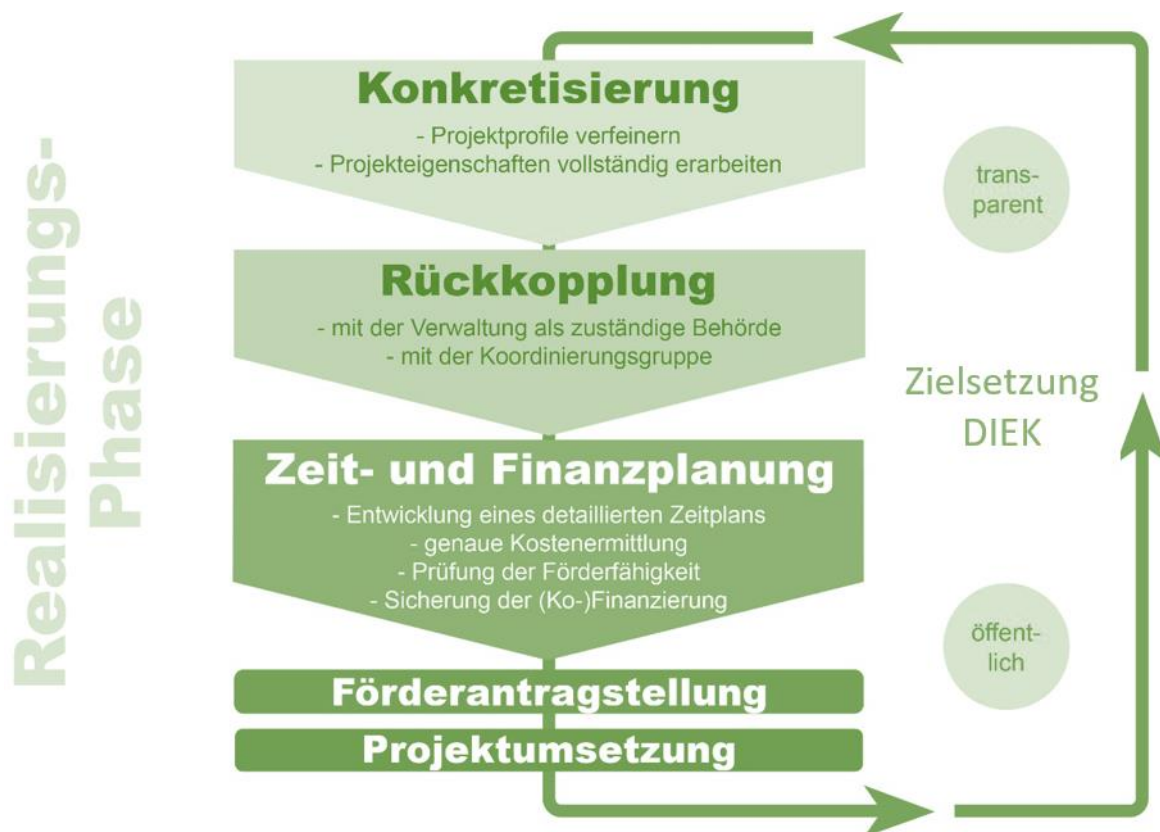 Realisierungs-
Phase
Konkretisierung
- Projektprofile verfeinern
- Projekteigenschaften vollständig erarbeiten
Rückkopplung
- mit der Verwaltung als zuständige Behörde
- mit der Koordinierungsgruppe
Zeit- und Finanzplanung
- Entwicklung eines detaillierten Zeitplans
- genaue Kostenermittlung
- Prüfung der Förderfähigkeit
- Sicherung der (Ko-)Finanzierung
Förderantragstellung
Projektumsetzung
trans-
parent
Zielsetzung
DIEK
öffent-
lich